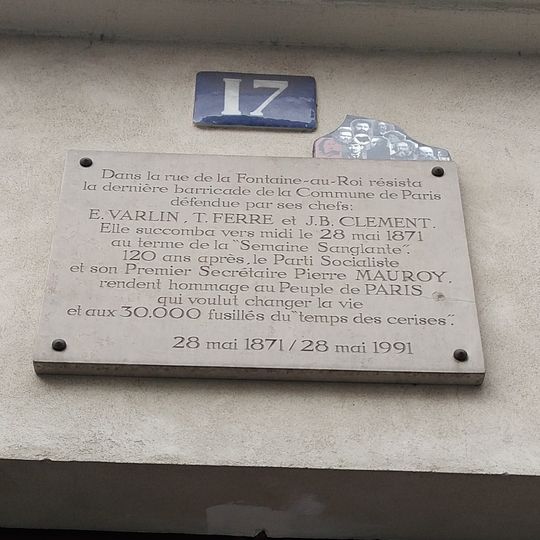 17
Dans la rue de la Fontaine-au-Roi résista
la dernière barricade de la Commune de Paris
défendue par ses chefs:
E. VARLIN, T. FERRE et J.B. CLEMENT.
Elle succomba vers midi le 28 mai 1871
au terme de la "Semaine Sanglante".
120 ans après, le Parti Socialiste
et son Premier Secrétaire Pierre MAUROY,
rendent hommage au Peuple de PARIS
qui voulut changer la vie
et aux 30.000 fusillés du "temps des cerises".
28 mai 1871 / 28 mai 1991